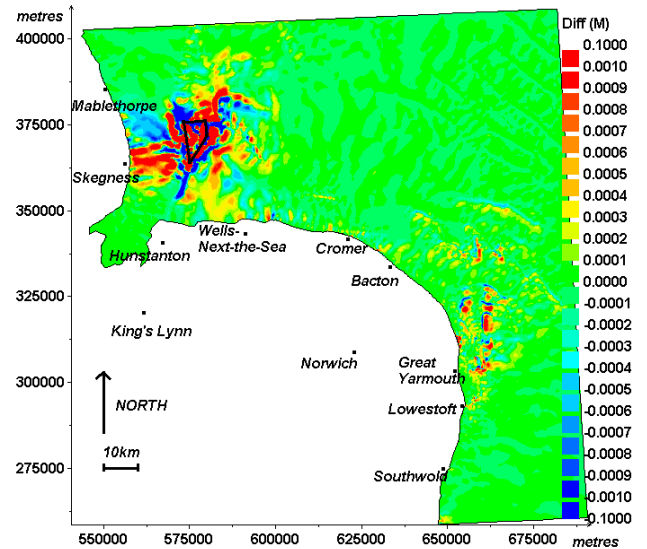 metres
Diff (M)
400000
375000
350000
325000
300000
275000
Mablethorpe
Skegness
Hunstanton
Wells-
Next-the-Sea
Cromer
Bacton
King's Lynn
Norwich
Great
Yarmouth
Lowestoft
Southwold
NORTH
10km
0.1000
0.0010
0.0009
0.0008
0.0007
0.0006
0.0005
0.0004
0.0003
0.0002
0.0001
0.0000
-0.0001
-0.0002
-0.0003
-0.0004
-0.0005
-0.0006
-0.0007
-0.0008
-0.0009
-0.0010
-0.1000
550000 575000 600000 625000 650000 675000 metres